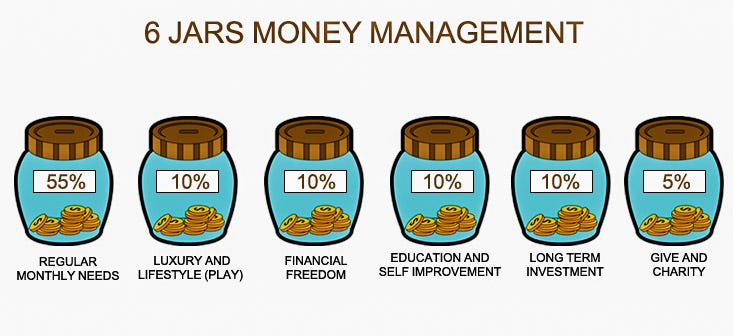 6 JARS MONEY MANAGEMENT
55%
10%
10%
10%
10%
5%
REGULAR
MONTHLY NEEDS
LUXURY AND
LIFESTYLE (PLAY)
FINANCIAL
FREEDOM
EDUCATION AND
SELF IMPROVEMENT
LONG TERM
INVESTMENT
GIVE AND
CHARITY